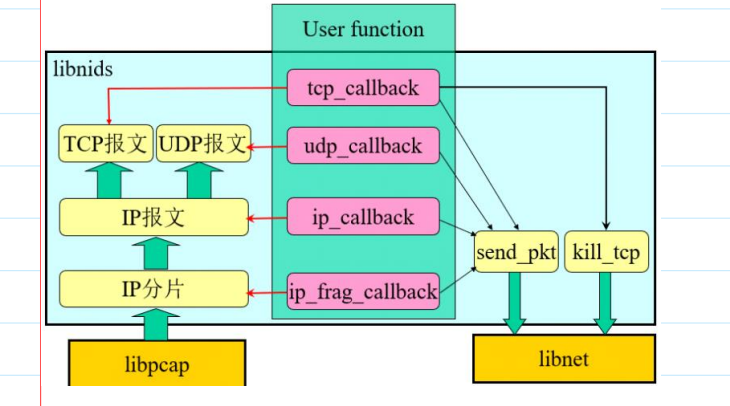 User function
libnids
tcp_callback
TCP报文
UDP报文
udp_callback
IP报文
ip_callback
send_pkt
kill_tcp
IP分片
ip_frag_callback
libpcap
libnet